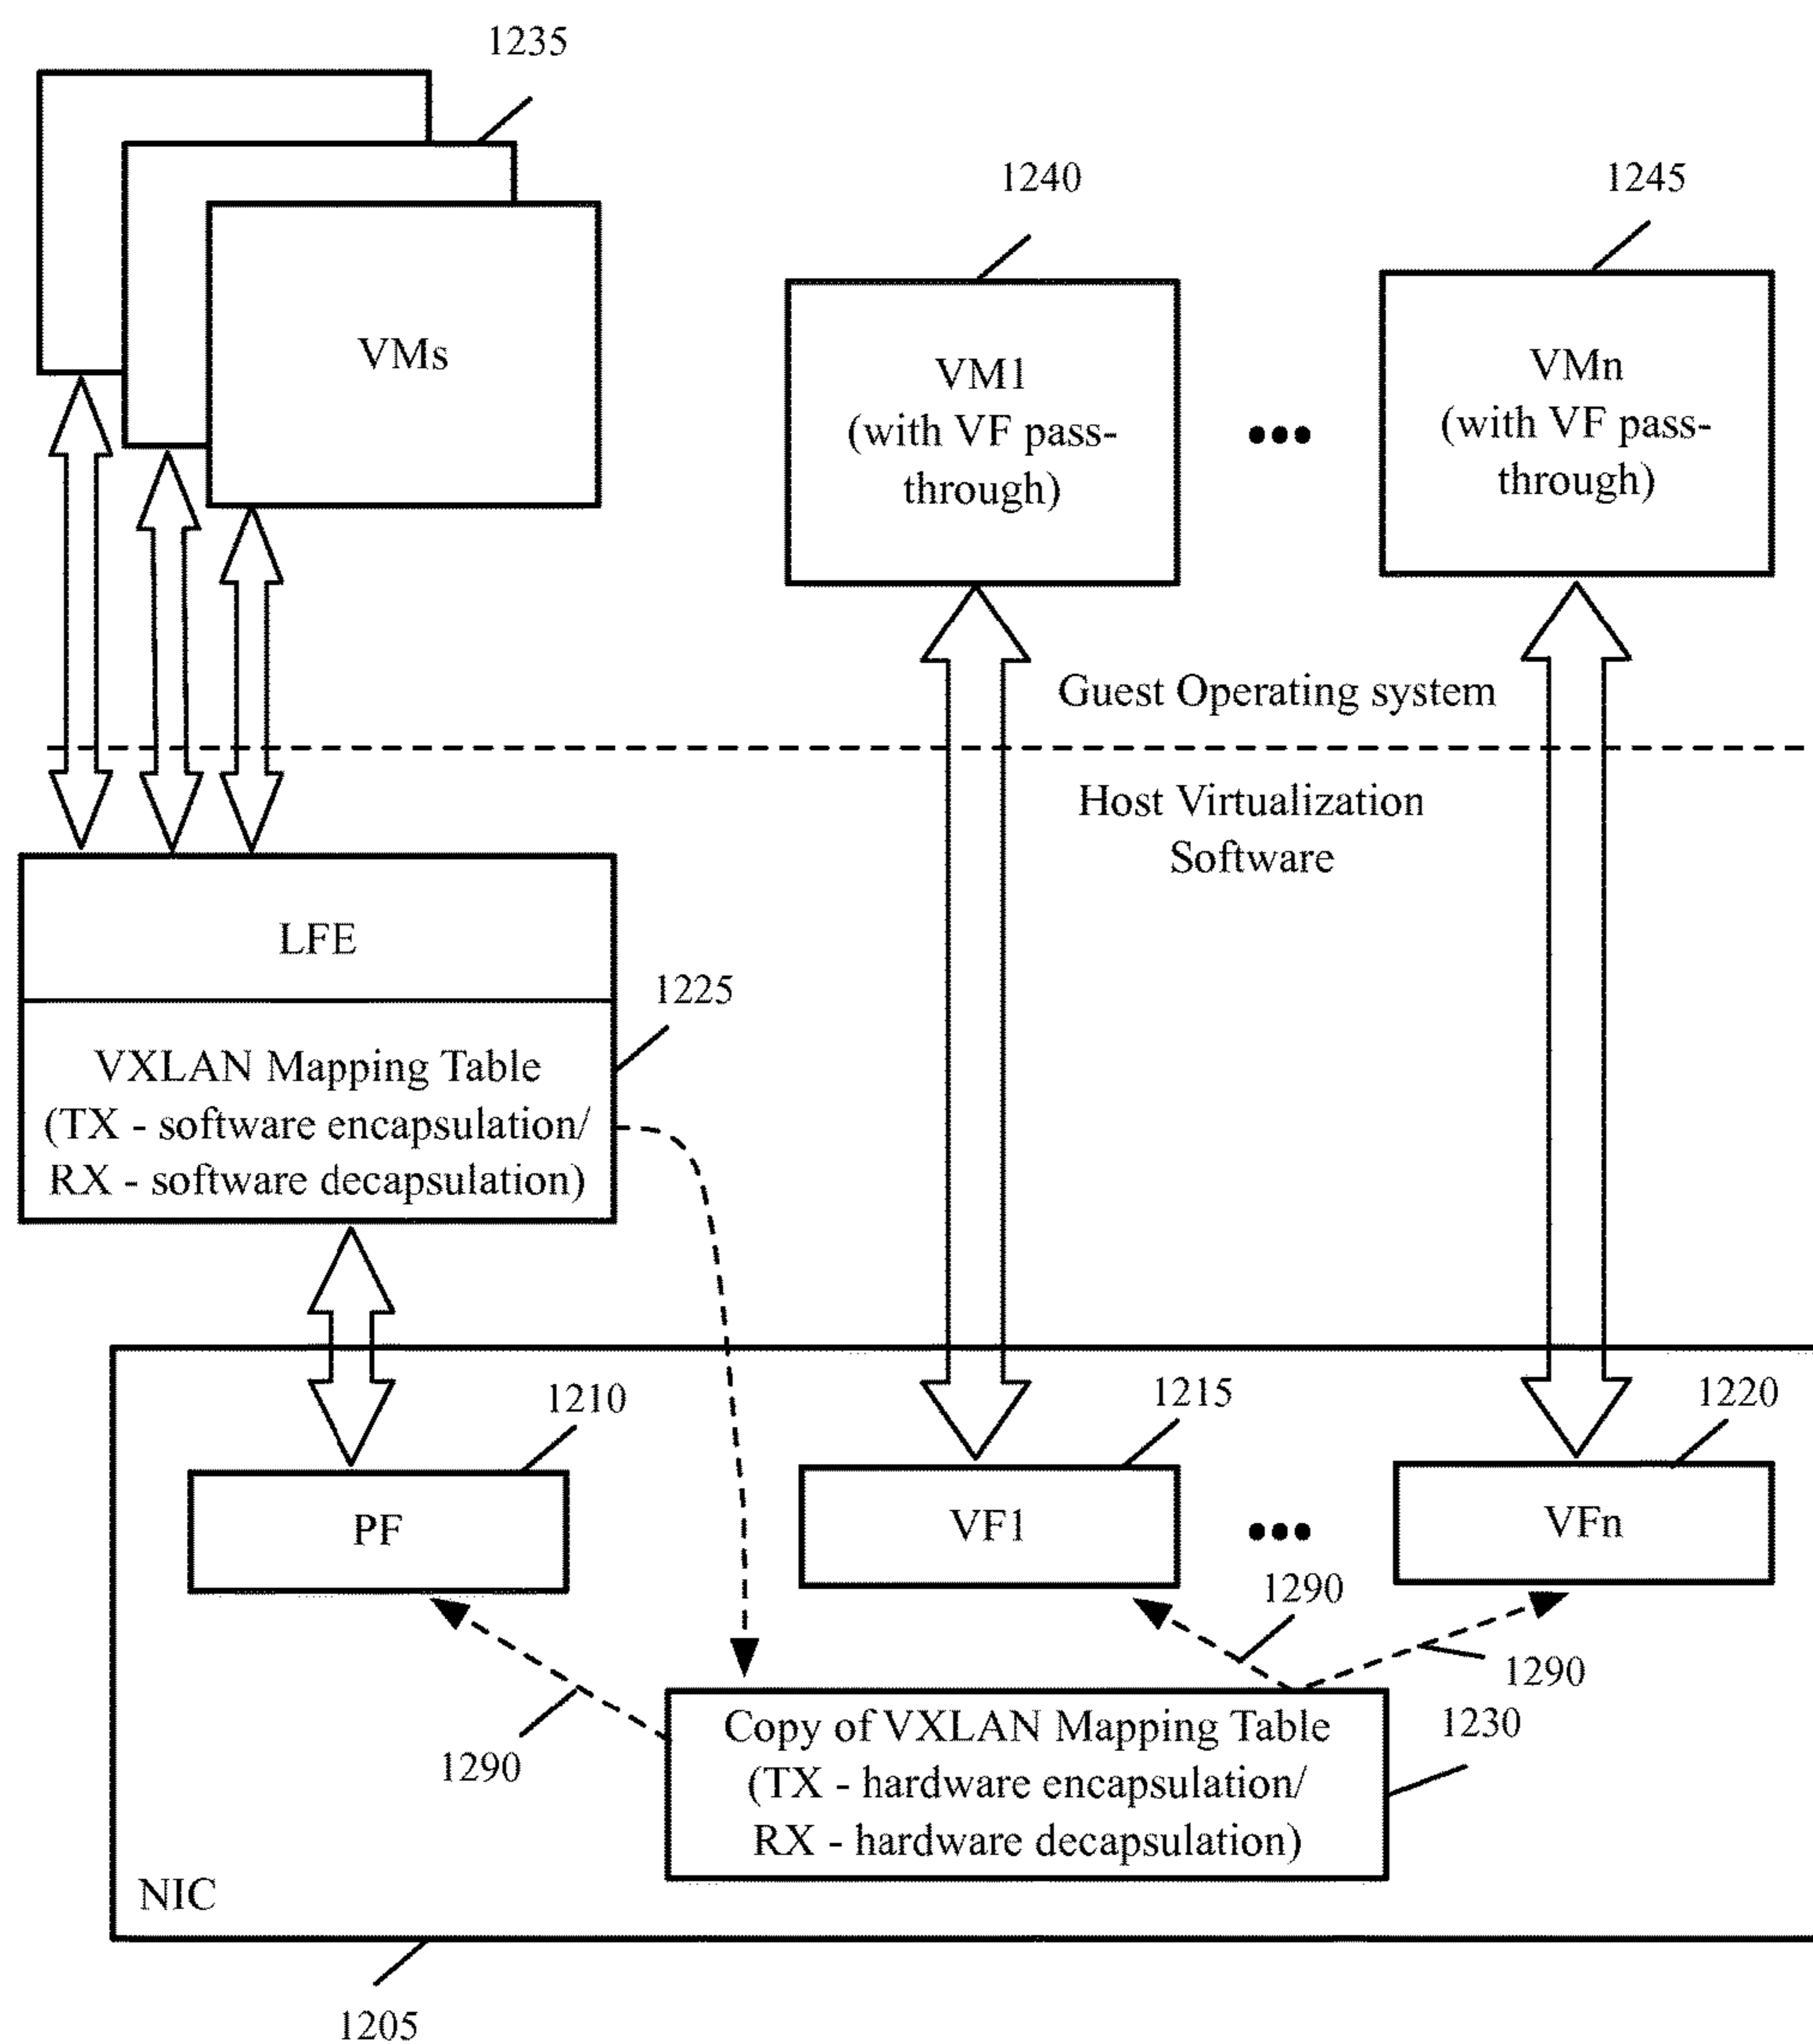 1235
1240
1245
VMs
VM1
(with VF pass-
through)
•••
VMn
(with VF pass-
through)
Guest Operating system
Host Virtualization
Software
LFE
1225
VXLAN Mapping Table
(TX - software encapsulation/
RX - software decapsulation)
1210
1215
1220
PF
VF1
•••
VFn
1290
1290
1290
1230
Copy of VXLAN Mapping Table
(TX - hardware encapsulation/
RX - hardware decapsulation)
NIC
1205